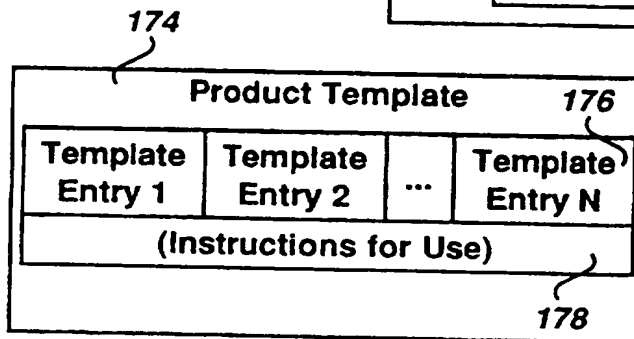 174
Product Template
176
Template Entry 1
Template Entry 2
...
Template Entry N
(Instructions for Use)
178